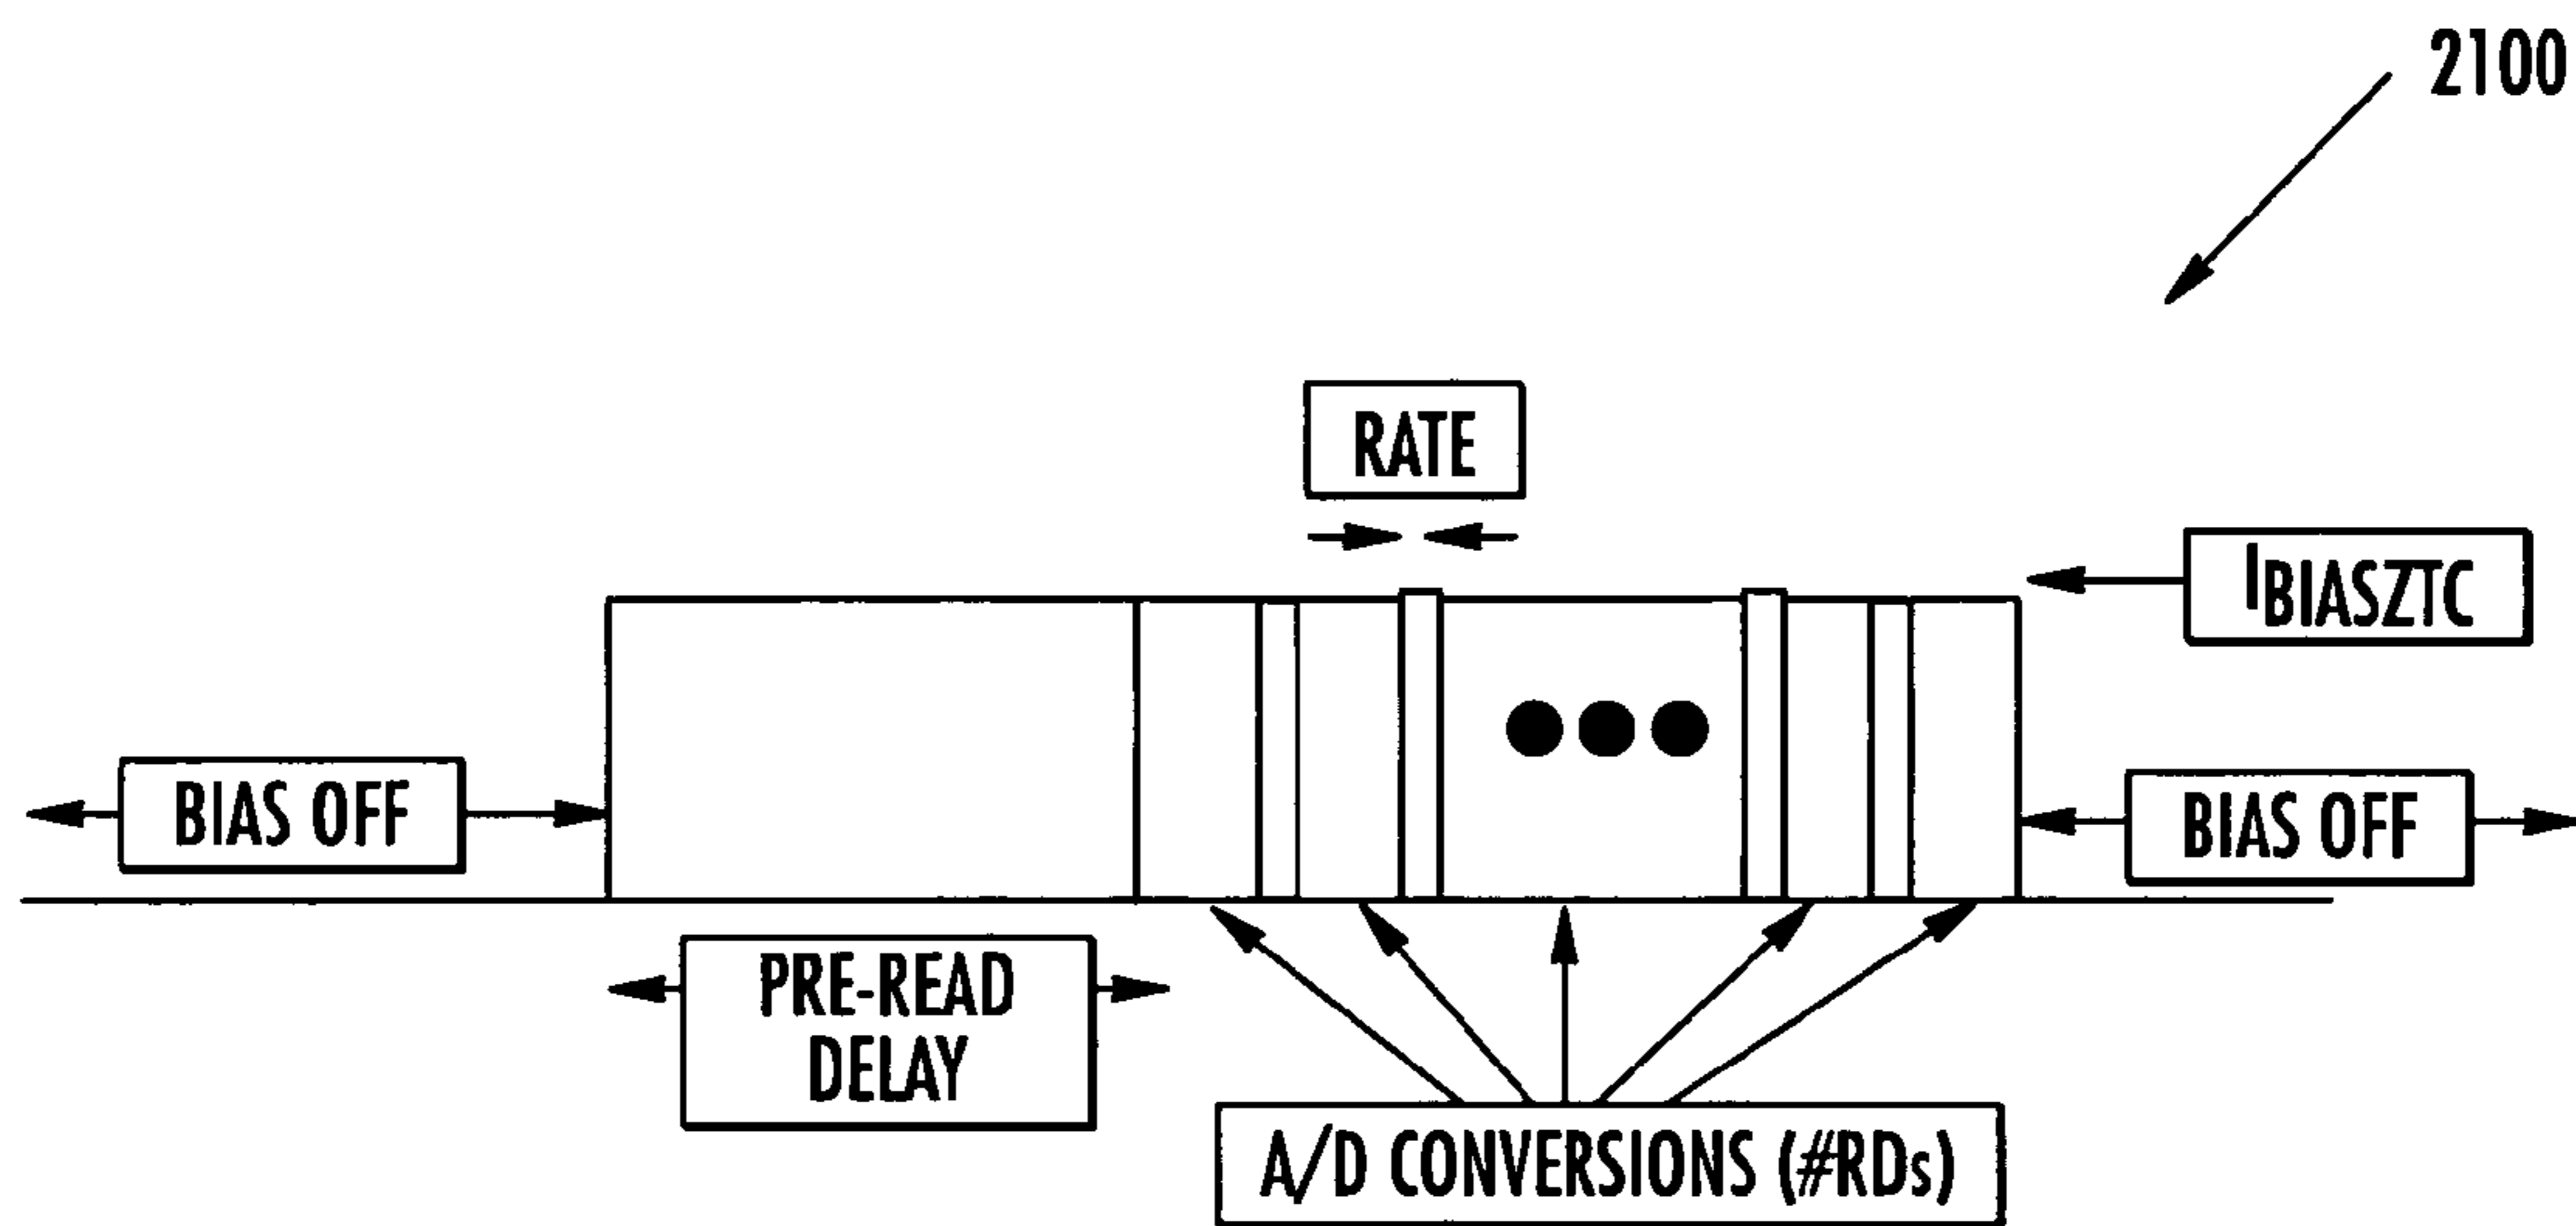 2100
RATE
IBIASZTC
BIAS OFF
BIAS OFF
PRE-READ
DELAY
A/D CONVERSIONS (#RDs)